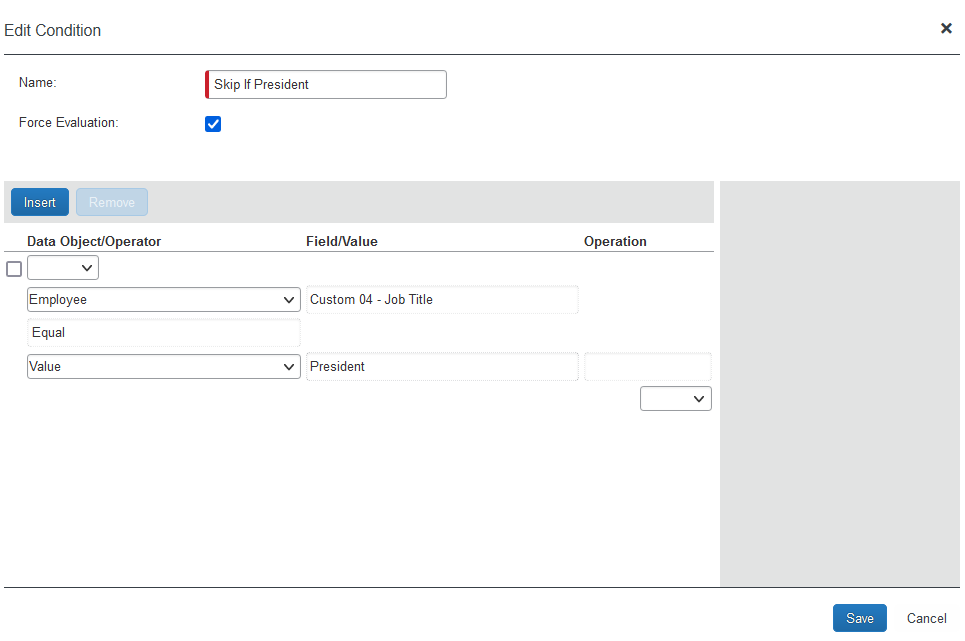 Edit Condition
Name:
Skip If President
Force Evaluation:
Insert Remove
Data Object/Operator Field/Value Operation
Employee Custom 04 - Job Title
Equal
Value President
Save Cancel